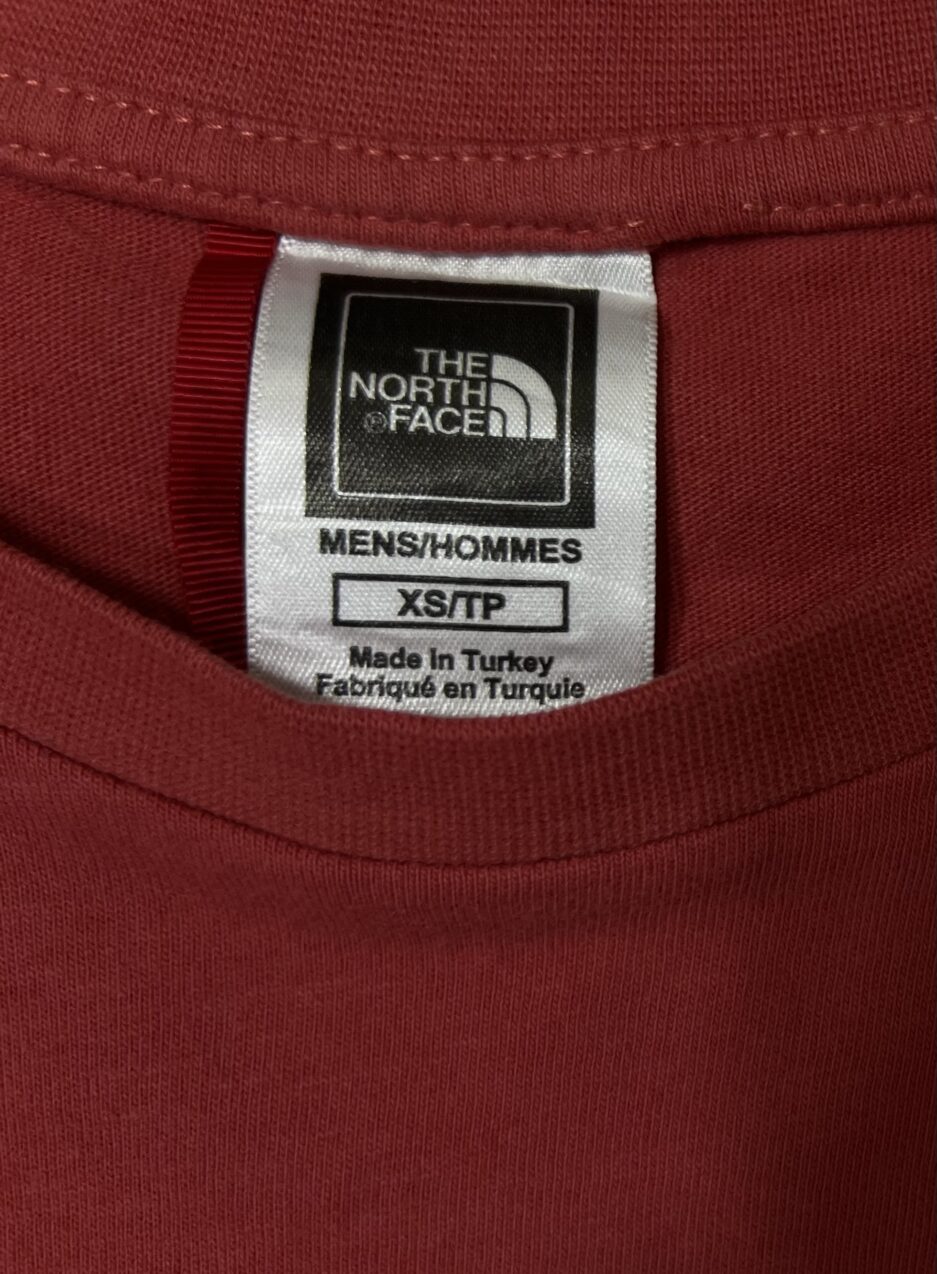 THE
NORTH
®FACE
MENS/HOMMES
XS/TP
Made in Turkey
Fabriqué en Turquie